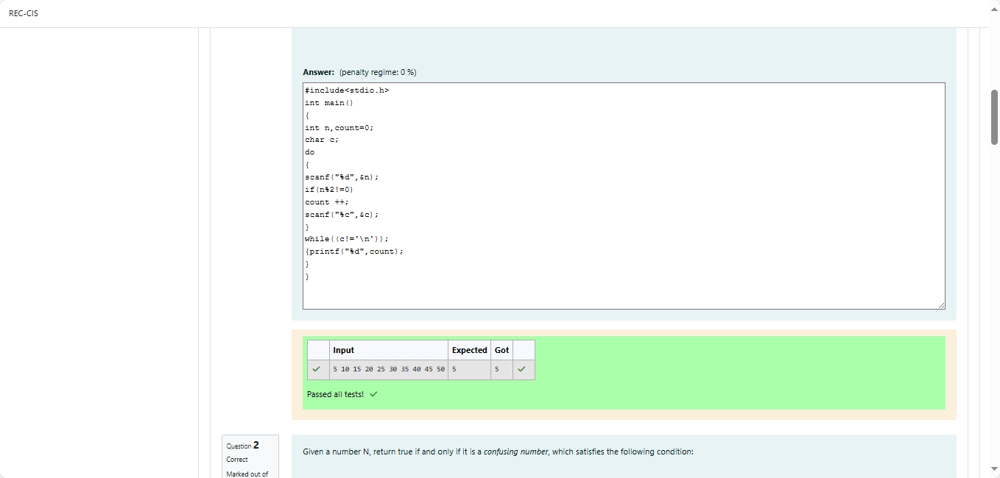 REC-CIS
Answer: (penalty regime: 0 %)
#include<stdio.h>
int main()
{
int n,count=0;
char c;
do
{
scanf("%d",&n);
if(n%2!=0)
count ++;
scanf("%c",&c);
}
while((c!='\n'));
{printf("%d",count);
}
}
Input Expected Got
5 10 15 20 25 30 35 40 45 50 5 5
Passed all tests!
Question 2
Correct
Marked out of
Given a number N, return true if and only if it is a confusing number, which satisfies the following condition: